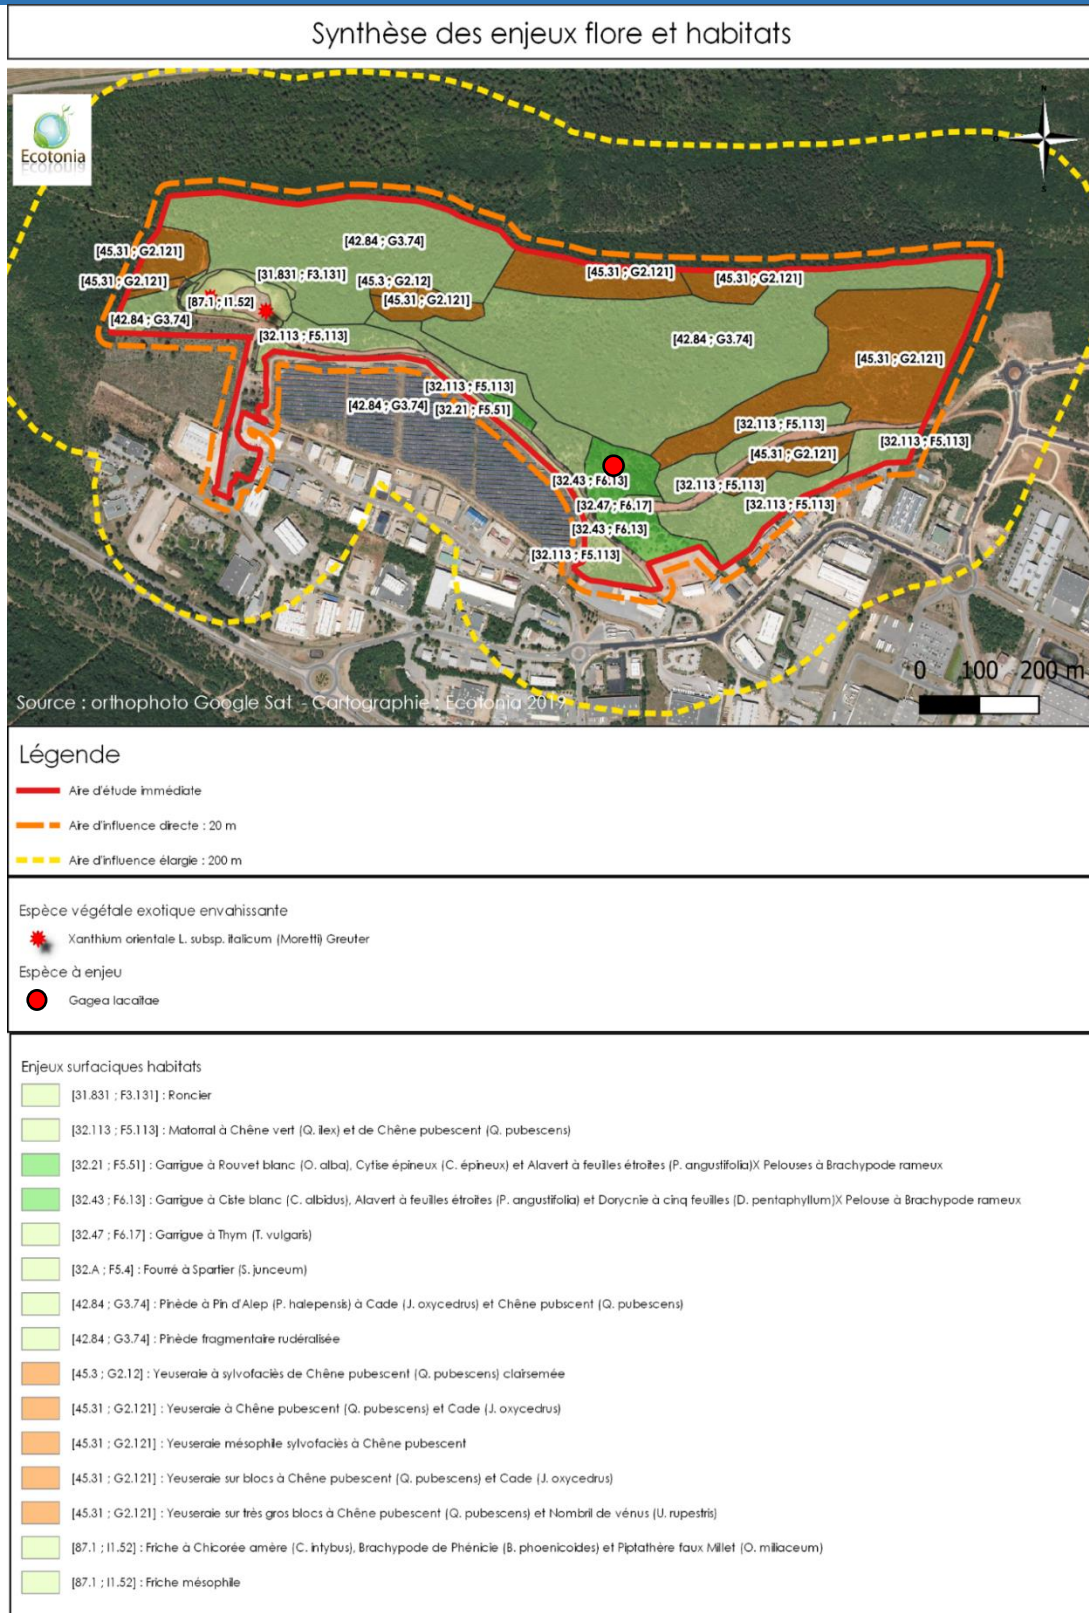 Synthèse des enjeux flore et habitats
Ecotonia
N
O
S
[45.31 ; G2.121]
[42.84 ; G3.74]
[45.31 ; G2.121]
[31.831 ; F3.131]
[45.3 ; G2.12]
[45.31 ; G2.121]
[45.31 ; G2.121]
[87.1 ; I1.52]
[45.31 ; G2.121]
[42.84 ; G3.74]
[32.113 ; F5.113]
[42.84 ; G3.74]
[45.31 ; G2.121]
[32.113 ; F5.113]
[42.84 ; G3.74]
[32.21 ; F5.51]
[32.113 ; F5.113]
[32.113 ; F5.113]
[45.31 ; G2.121]
[32.43 ; F6.13]
[32.113 ; F5.113]
[32.47 ; F6.17]
[32.113 ; F5.113]
[32.43 ; F6.13]
[32.113 ; F5.113]
0 100 200 m
Source : orthophoto Google Sat - Cartographie : Ecotonia 2019
Légende
Aire d'étude immédiate
Aire d'influence directe : 20 m
Aire d'influence élargie : 200 m
Espèce végétale exotique envahissante
Xanthium orientale L. subsp. italicum (Moretti) Greuter
Espèce à enjeu
Gagea lacaitae
Enjeux surfaciques habitats
[31.831 ; F3.131] : Roncier
[32.113 ; F5.113] : Matorral à Chêne vert (Q. ilex) et de Chêne pubescent (Q. pubescens)
[32.21 ; F5.51] : Garrigue à Rouvet blanc (O. alba), Cytise épineux (C. épineux) et Alavert à feuilles étroites (P. angustifolia)X Pelouses à Brachypode rameux
[32.43 ; F6.13] : Garrigue à Ciste blanc (C. albidus), Alavert à feuilles étroites (P. angustifolia) et Dorycnie à cinq feuilles (D. pentaphyllum)X Pelouse à Brachypode rameux
[32.47 ; F6.17] : Garrigue à Thym (T. vulgaris)
[32.A ; F5.4] : Fourré à Spartier (S. junceum)
[42.84 ; G3.74] : Pinède à Pin d'Alep (P. halepensis) à Cade (J. oxycedrus) et Chêne pubscent (Q. pubescens)
[42.84 ; G3.74] : Pinède fragmentaire rudéralisée
[45.3 ; G2.12] : Yeuseraie à sylvofaciès de Chêne pubescent (Q. pubescens) clairsemée
[45.31 ; G2.121] : Yeuseraie à Chêne pubescent (Q. pubescens) et Cade (J. oxycedrus)
[45.31 ; G2.121] : Yeuseraie mésophile sylvofaciès à Chêne pubescent
[45.31 ; G2.121] : Yeuseraie sur blocs à Chêne pubescent (Q. pubescens) et Cade (J. oxycedrus)
[45.31 ; G2.121] : Yeuseraie sur très gros blocs à Chêne pubescent (Q. pubescens) et Nombril de vénus (U. rupestris)
[87.1 ; I1.52] : Friche à Chicorée amère (C. intybus), Brachypode de Phénicie (B. phoenicoides) et Piptathère faux Millet (O. miliaceum)
[87.1 ; I1.52] : Friche mésophile